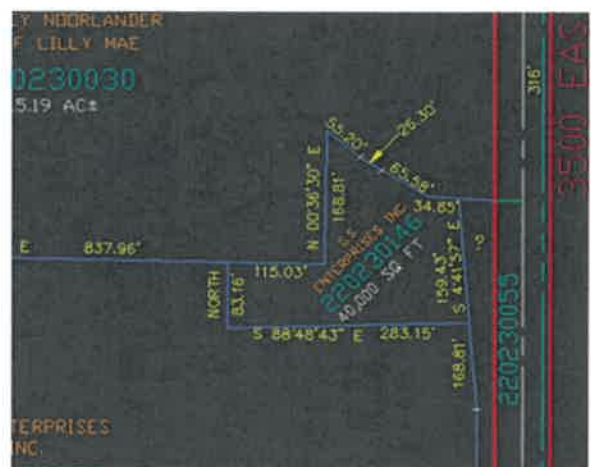 Y NOORLANDER
F LILLY MAE
0230030
5.19 AC±
316'
3500 EAS
55.20'
26.30'
65.58'
N 00°36'30" E
168.81'
34.85'
G.S.
ENTERPRISES INC.
220230146
40,000 SQ FT
159.43'
S 4°41'57" E
?
E 837.96'
115.03'
NORTH
83.16'
S 88°48'43" E 283.15'
168.81'
220230055
TERPRISES
INC.